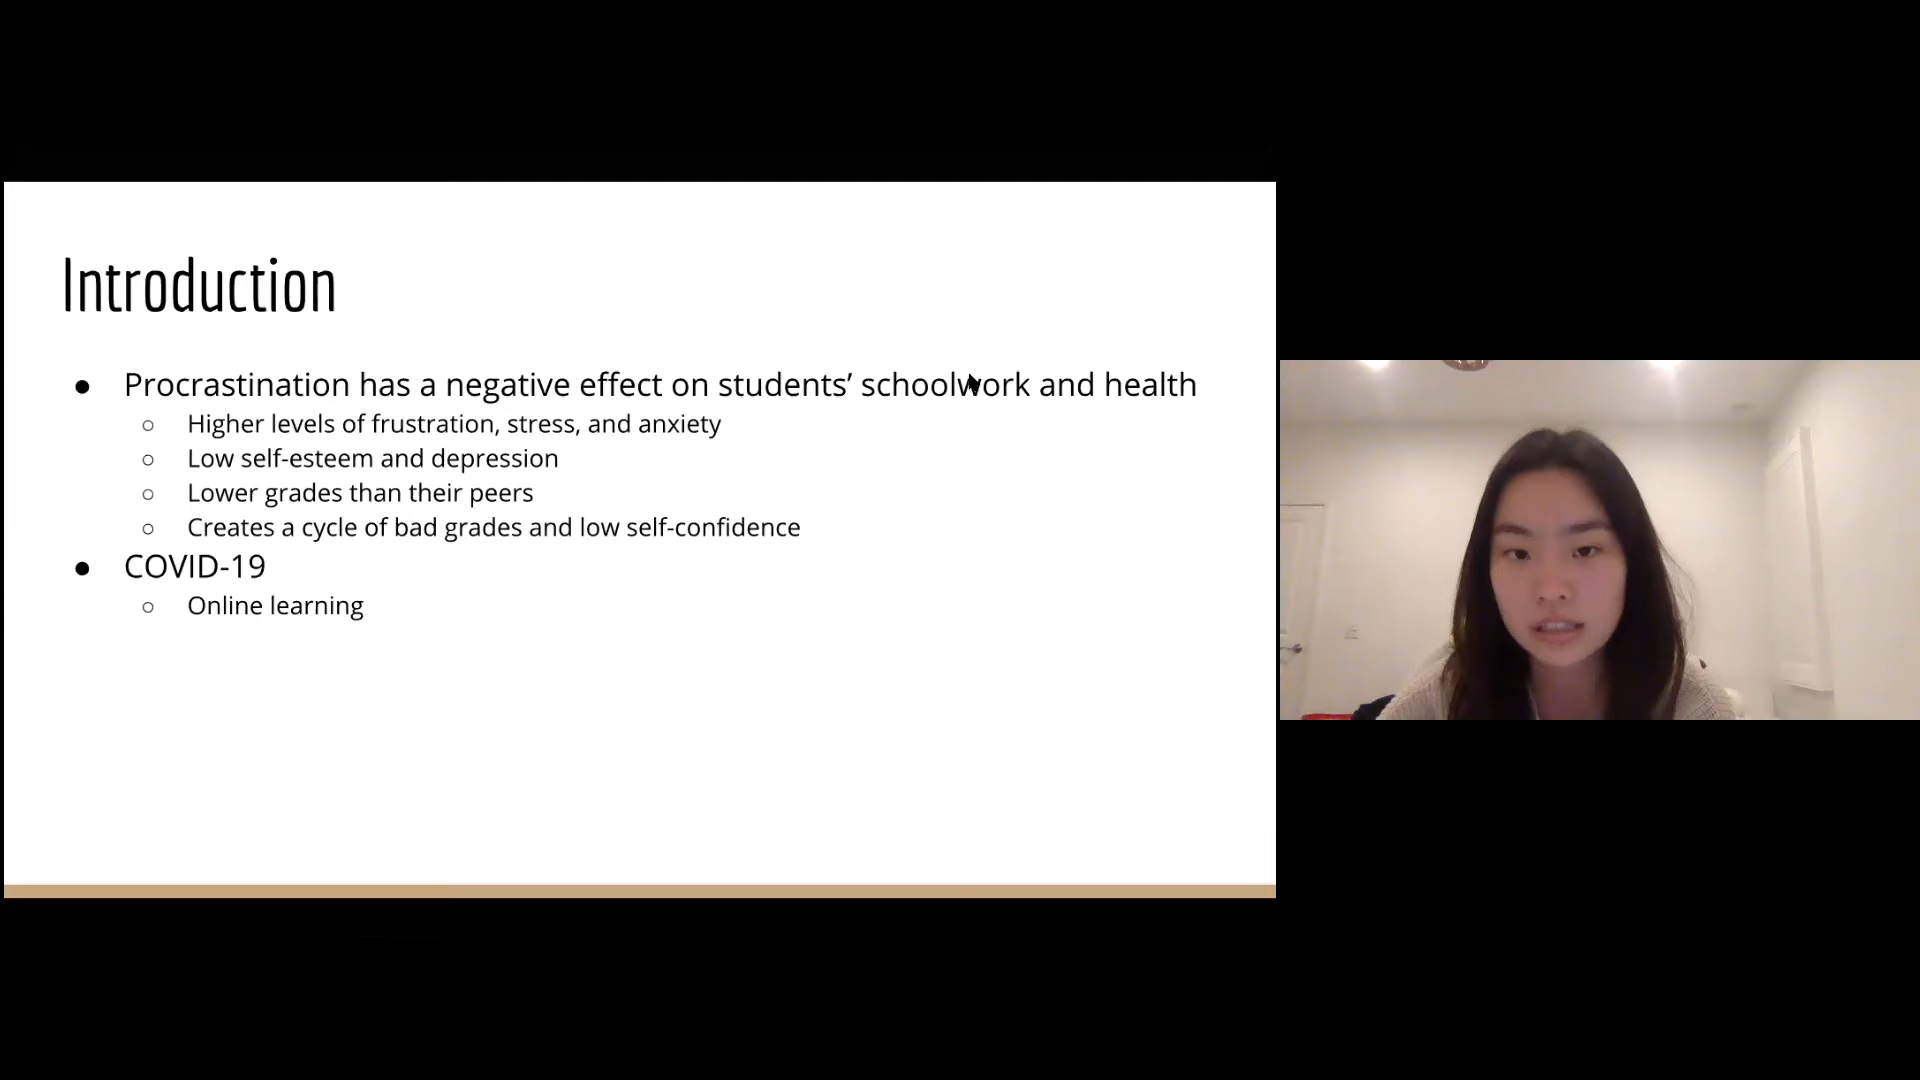 Introduction
● Procrastination has a negative effect on students’ schoolwork and health
○ Higher levels of frustration, stress, and anxiety
○ Low self-esteem and depression
○ Lower grades than their peers
○ Creates a cycle of bad grades and low self-confidence
● COVID-19
○ Online learning